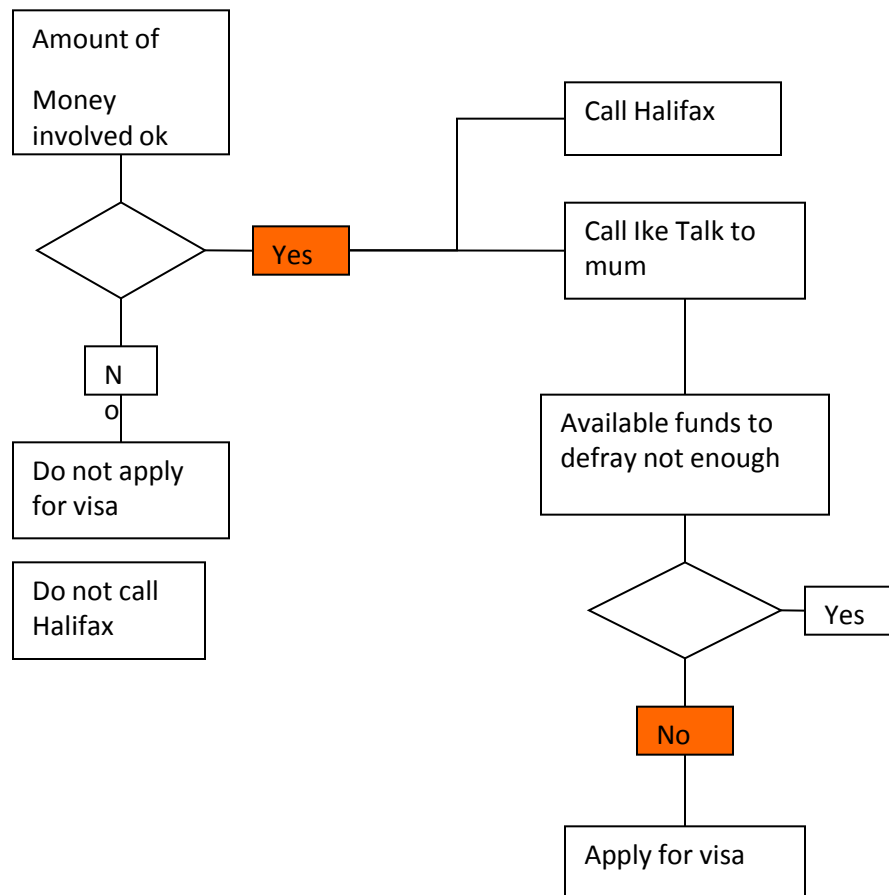 Amount of
Money
involved ok
Call Halifax
Yes
Call Ike Talk to
mum
N
o
Available funds to
defray not enough
Do not apply
for visa
Do not call
Halifax
Yes
No
Apply for visa